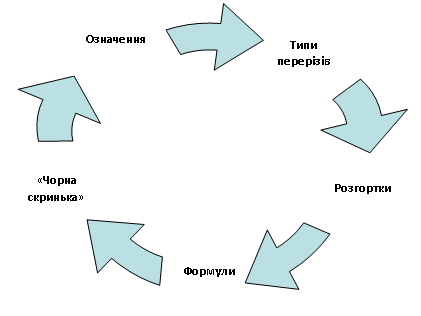 Означення
Типи
перерізів
Розгортки
Формули
«Чорна
скринька»